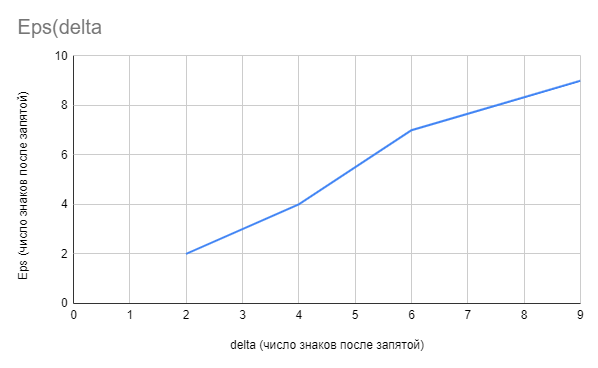 Eps(delta
10
8
6
4
2
0
Eps (число знаков после запятой)
0 1 2 3 4 5 6 7 8 9
delta (число знаков после запятой)